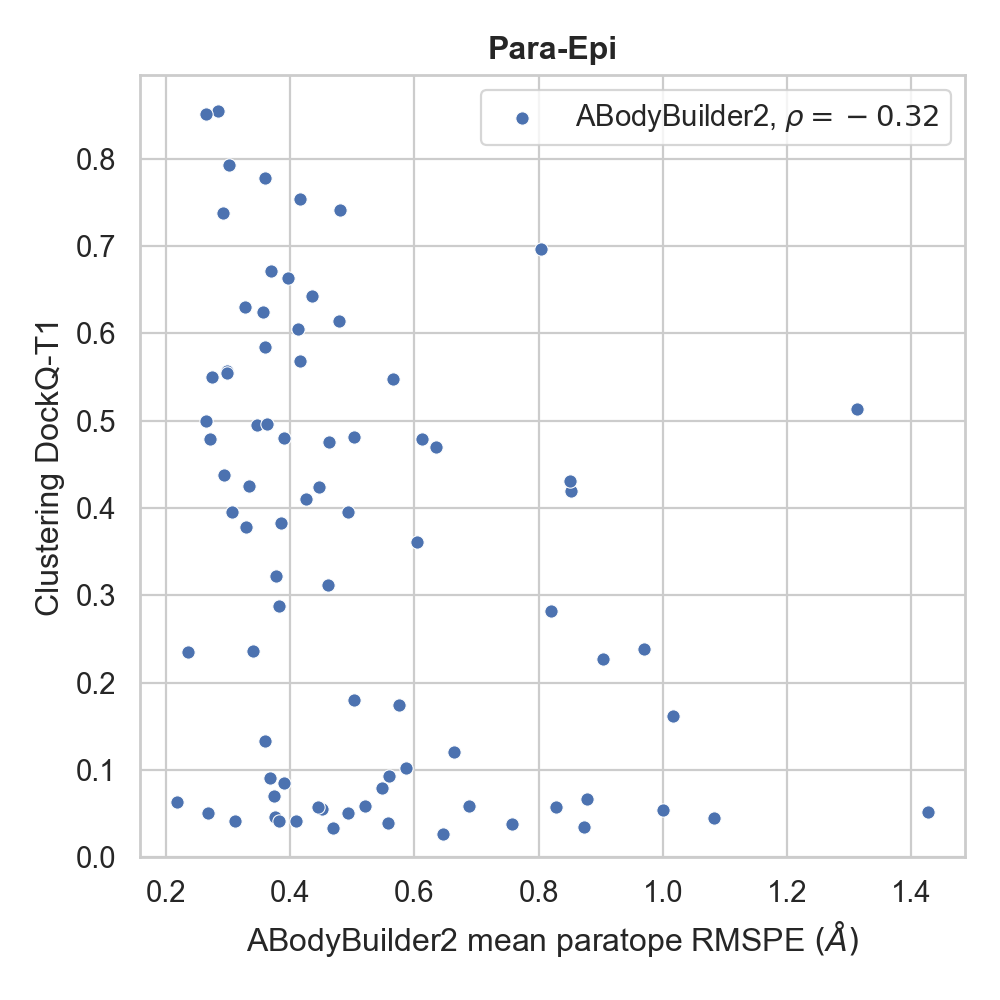 Para-Epi
ABodyBuilder2, ρ = − 0.32
Clustering DockQ-T1
0.8
0.7
0.6
0.5
0.4
0.3
0.2
0.1
0.0
0.2 0.4 0.6 0.8 1.0 1.2 1.4
ABodyBuilder2 mean paratope RMSPE (Å)